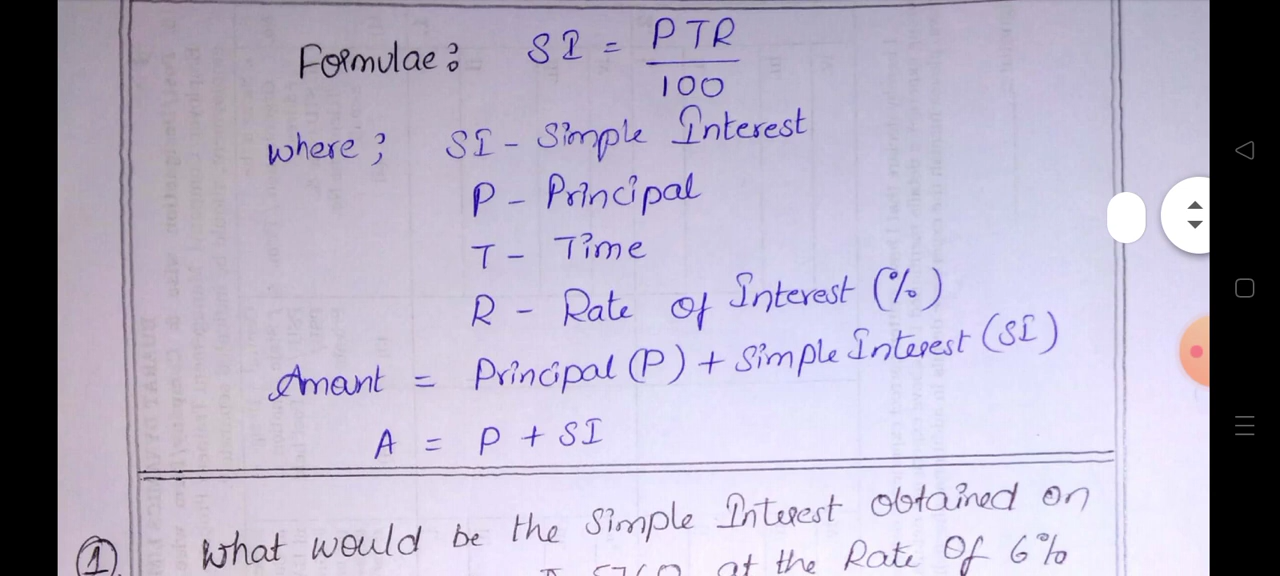 Formulae: SI = PTR / 100
where; SI - Simple Interest
P - Principal
T - Time
R - Rate of Interest (%)
Amount = Principal (P) + Simple Interest (SI)
A = P + SI
① What would be the Simple Interest obtained on
at the Rate Of 6%